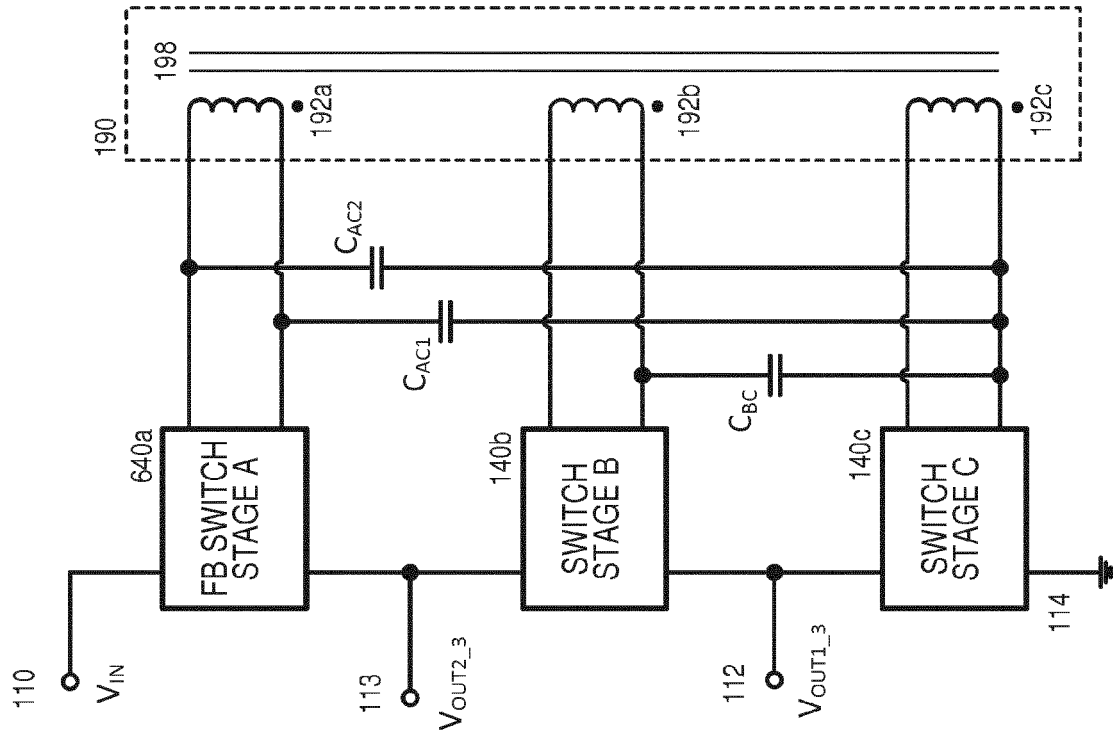 190
198
192a
192b
192c
C_AC2
C_AC1
C_BC
640a
FB SWITCH
STAGE A
140b
SWITCH
STAGE B
140c
SWITCH
STAGE C
110
V_IN
113
V_OUT2_3
112
V_OUT1_3
114